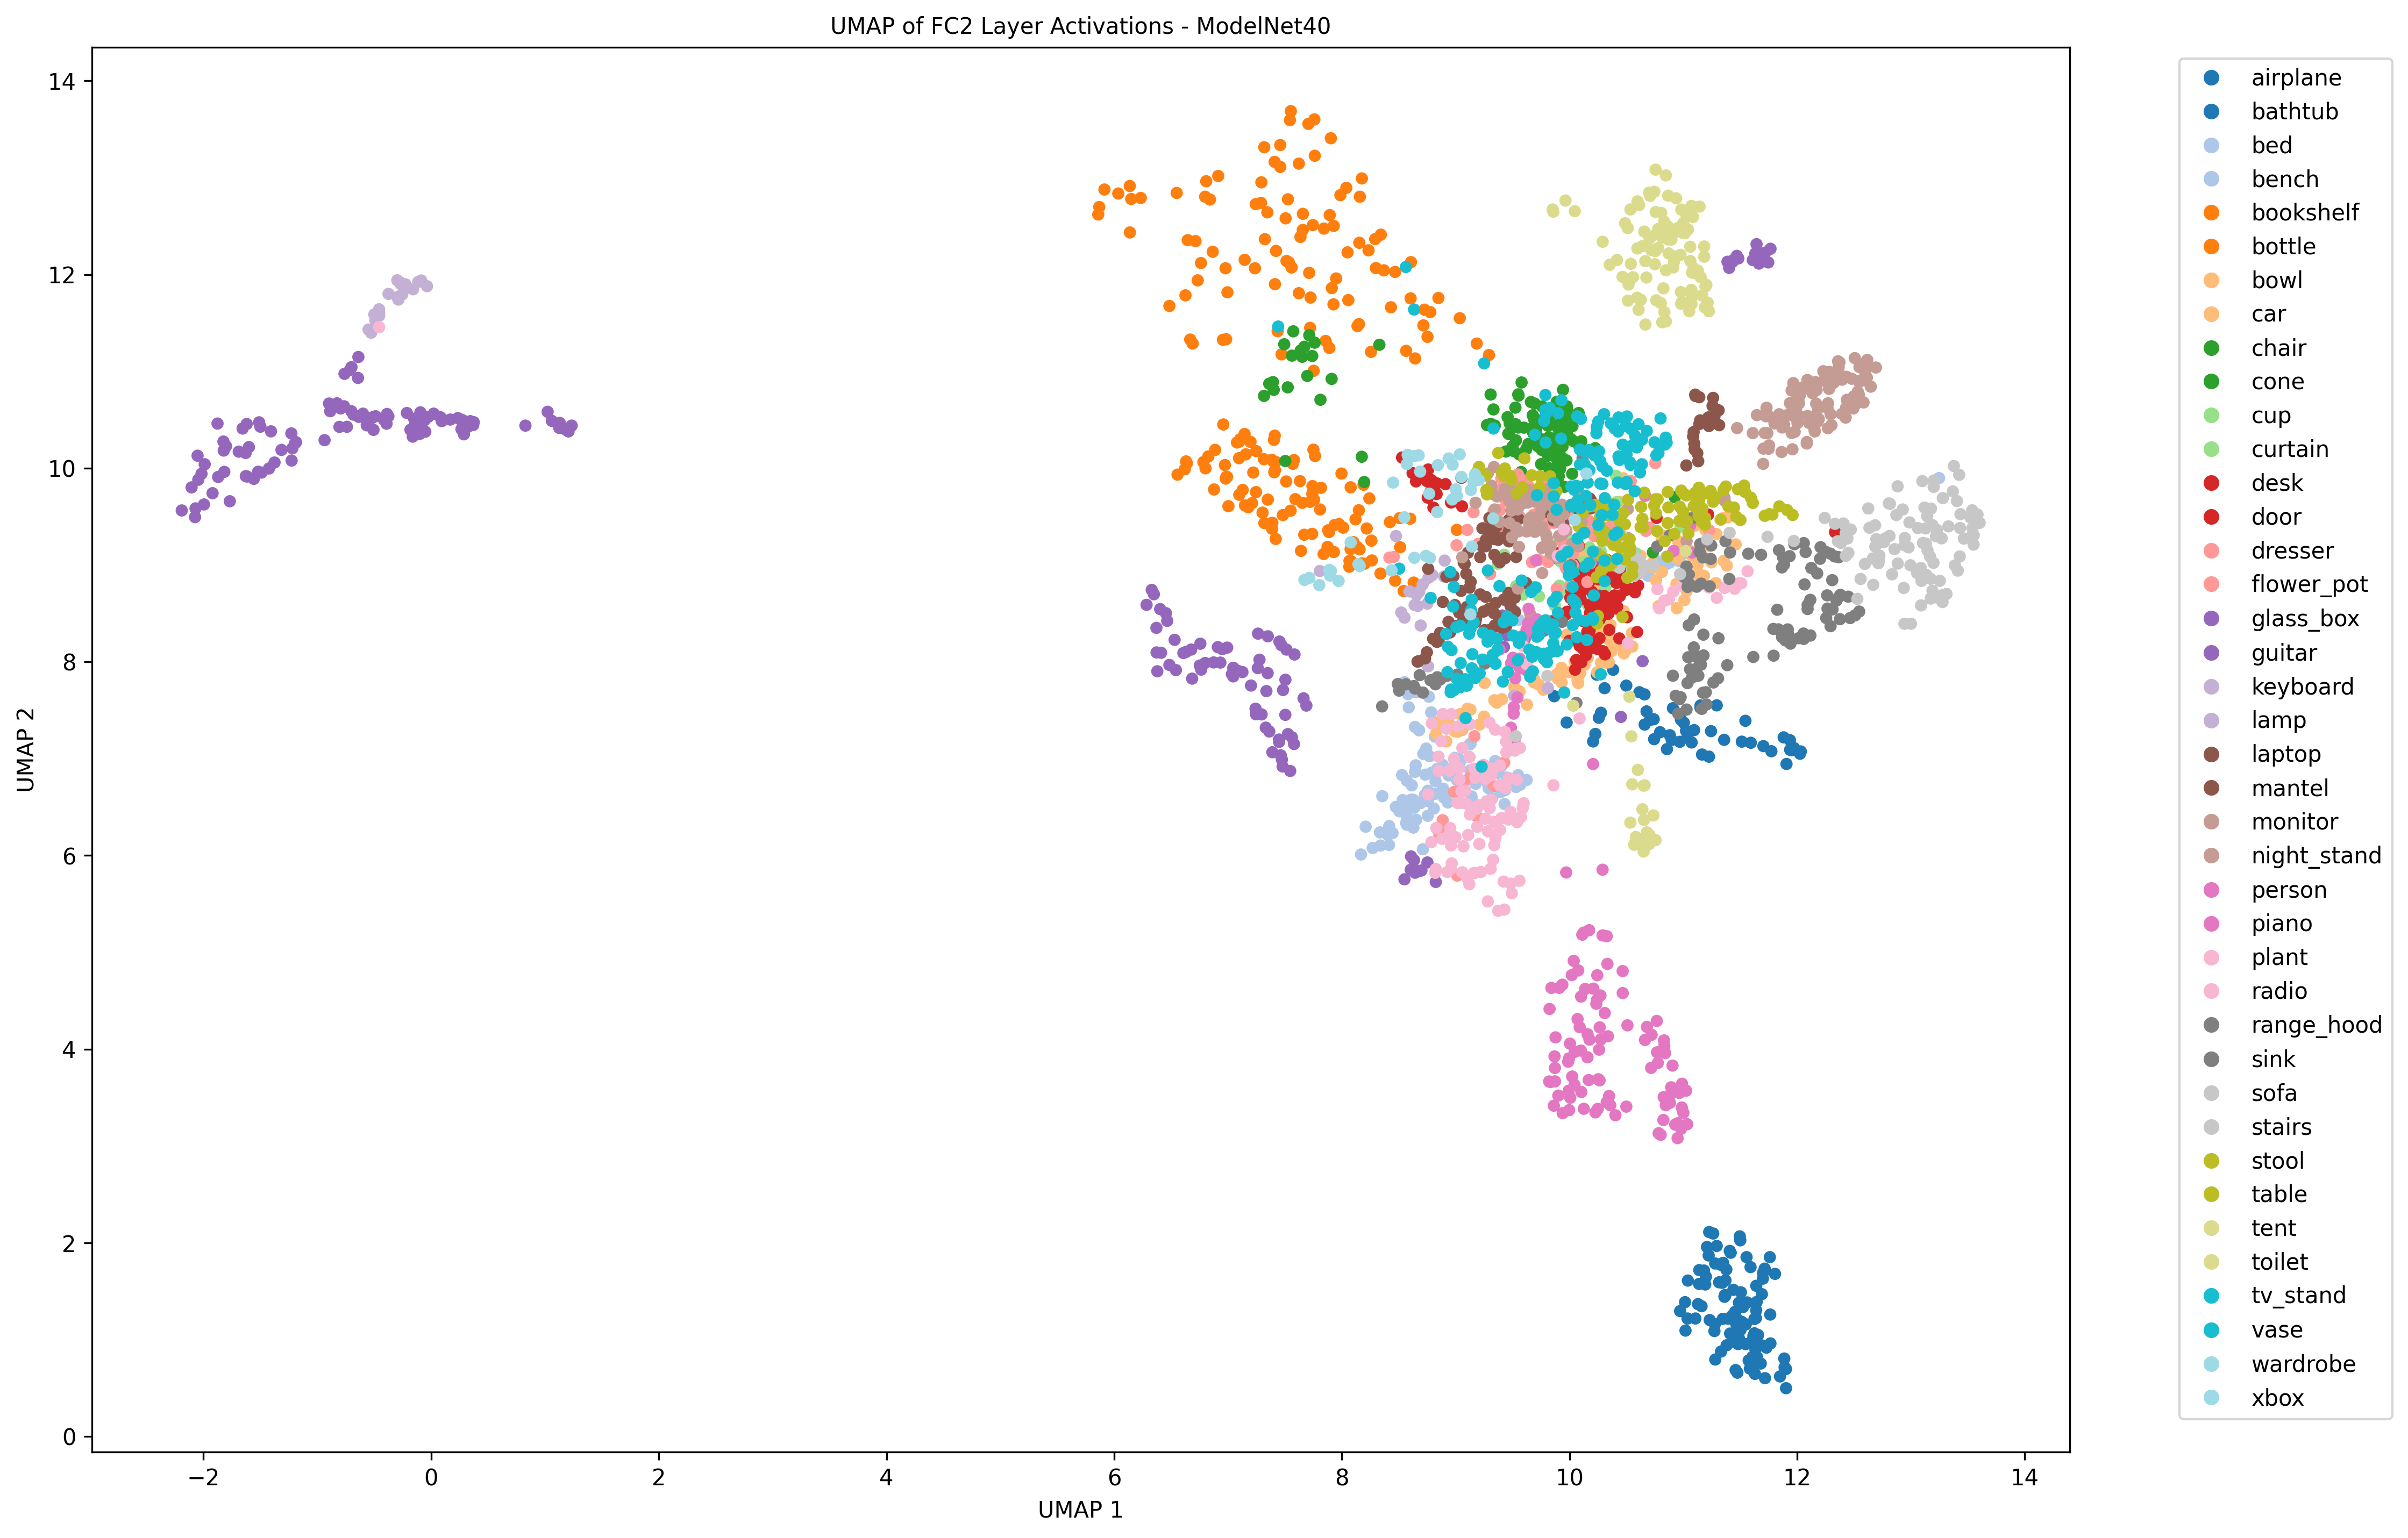 UMAP of FC2 Layer Activations - ModelNet40
14
12
10
8
6
4
2
0
UMAP 2
−2
0
2
4
6
8
10
12
14
UMAP 1
airplane
bathtub
bed
bench
bookshelf
bottle
bowl
car
chair
cone
cup
curtain
desk
door
dresser
flower_pot
glass_box
guitar
keyboard
lamp
laptop
mantel
monitor
night_stand
person
piano
plant
radio
range_hood
sink
sofa
stairs
stool
table
tent
toilet
tv_stand
vase
wardrobe
xbox